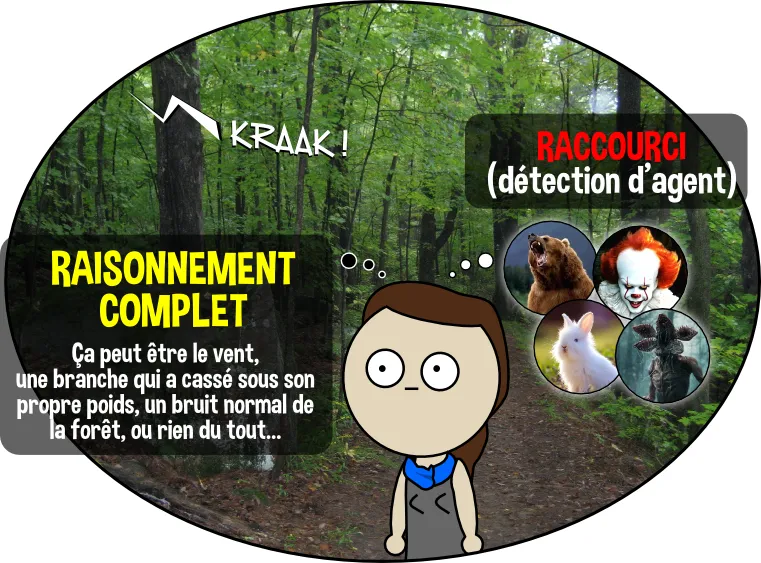 KRAAK !
RACCOURCI
(détection d'agent)
RAISONNEMENT
COMPLET
Ça peut être le vent,
une branche qui a cassé sous son
propre poids, un bruit normal de
la forêt, ou rien du tout...